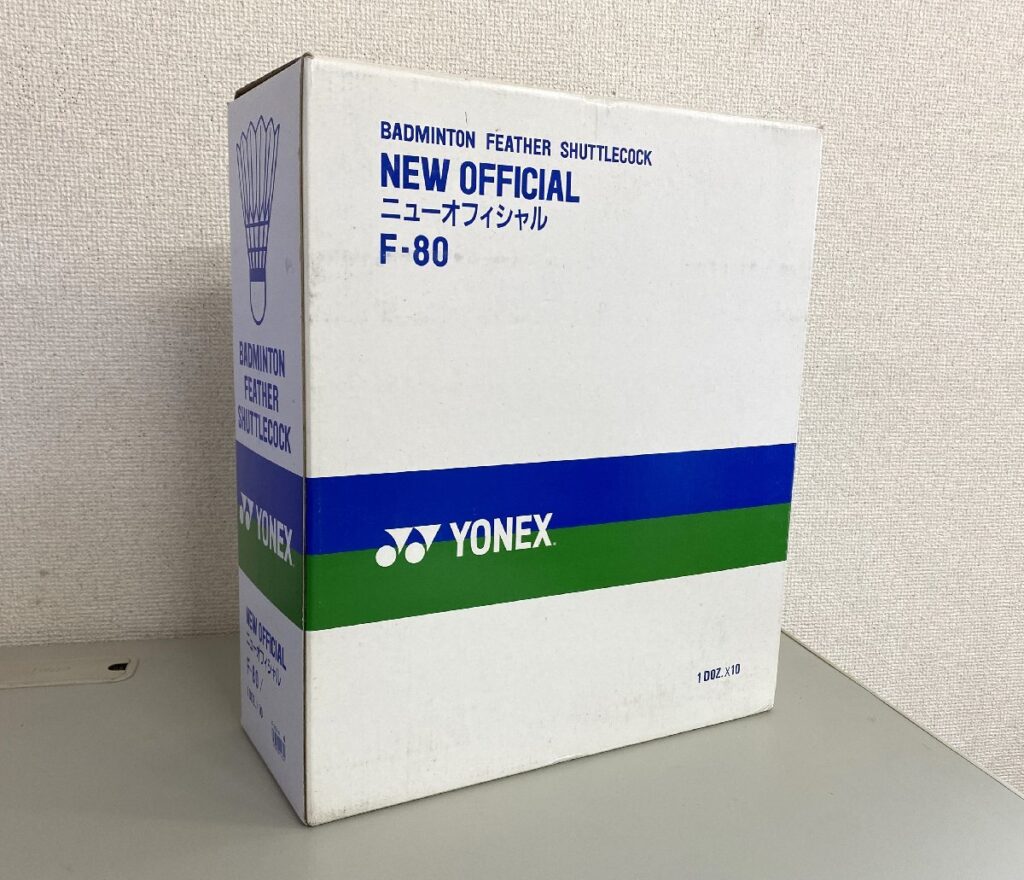 BADMINTON FEATHER SHUTTLECOCK
NEW OFFICIAL
ニューオフィシャル
F-80
YONEX
1 DOZ. X 10
BADMINTON
FEATHER
SHUTTLECOCK
YONEX
NEW OFFICIAL
ニューオフィシャル
F-80